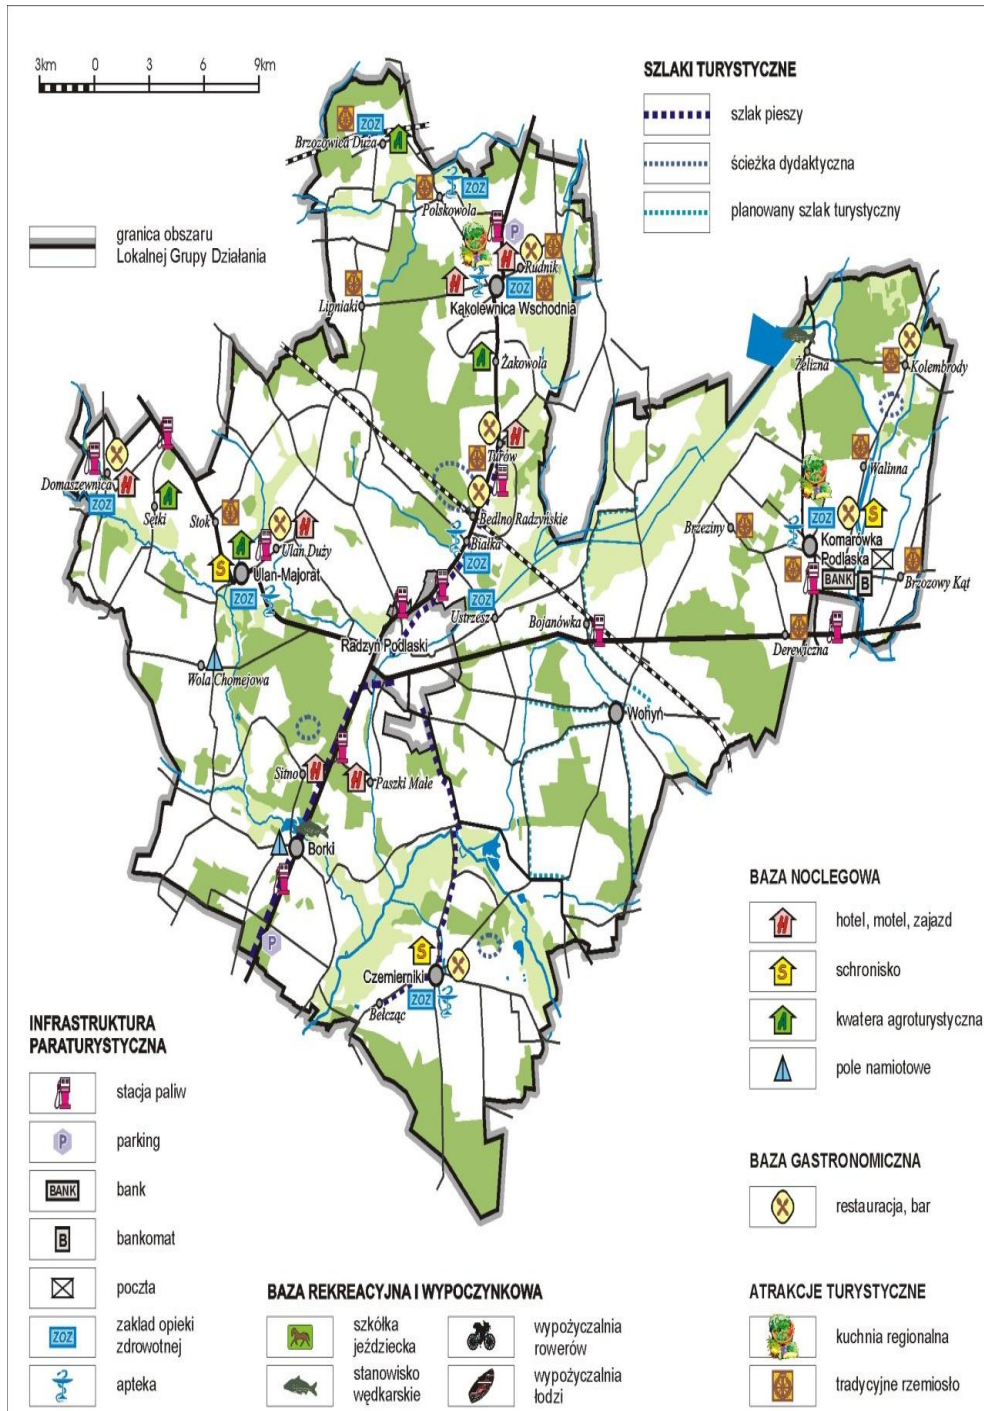 3km 0 3 6 9km
granica obszaru
Lokalnej Grupy Działania
SZLAKI TURYSTYCZNE
szlak pieszy
ścieżka dydaktyczna
planowany szlak turystyczny
ZOZ
Brzozowica Duża
A
ZOZ
Polskowola
P
H
Rudnik
H
ZOZ
Lipniaki
Kąkolewnica Wschodnia
A
Żakowola
Żelizna
Kolembrody
H
Turów
Domaszewnica
H
ZOZ
A
Sętki
Stok
Walinna
Bedlno Radzyńskie
H
A
Ulan Duży
S
Ulan-Majorat
ZOZ
Białka
ZOZ
ZOZ
Ustrzesz
Brzeziny
ZOZ
S
Komarówka
Podlaska
BANK
B
Brzozowy Kąt
Bojanówka
Radzyń Podlaski
Derewiczna
Wola Chomejowa
Wohyń
Sitno
H
H
Paszki Małe
Borki
P
S
Czemierniki
ZOZ
Bełcząc
BAZA NOCLEGOWA
H hotel, motel, zajazd
S schronisko
A kwatera agroturystyczna
pole namiotowe
BAZA GASTRONOMICZNA
restauracja, bar
ATRAKCJE TURYSTYCZNE
kuchnia regionalna
tradycyjne rzemiosło
INFRASTRUKTURA
PARATURYSTYCZNA
stacja paliw
P parking
BANK bank
B bankomat
poczta
ZOZ zakład opieki
zdrowotnej
apteka
BAZA REKREACYJNA I WYPOCZYNKOWA
szkółka
jeździecka
stanowisko
wędkarskie
wypożyczalnia
rowerów
wypożyczalnia
łodzi